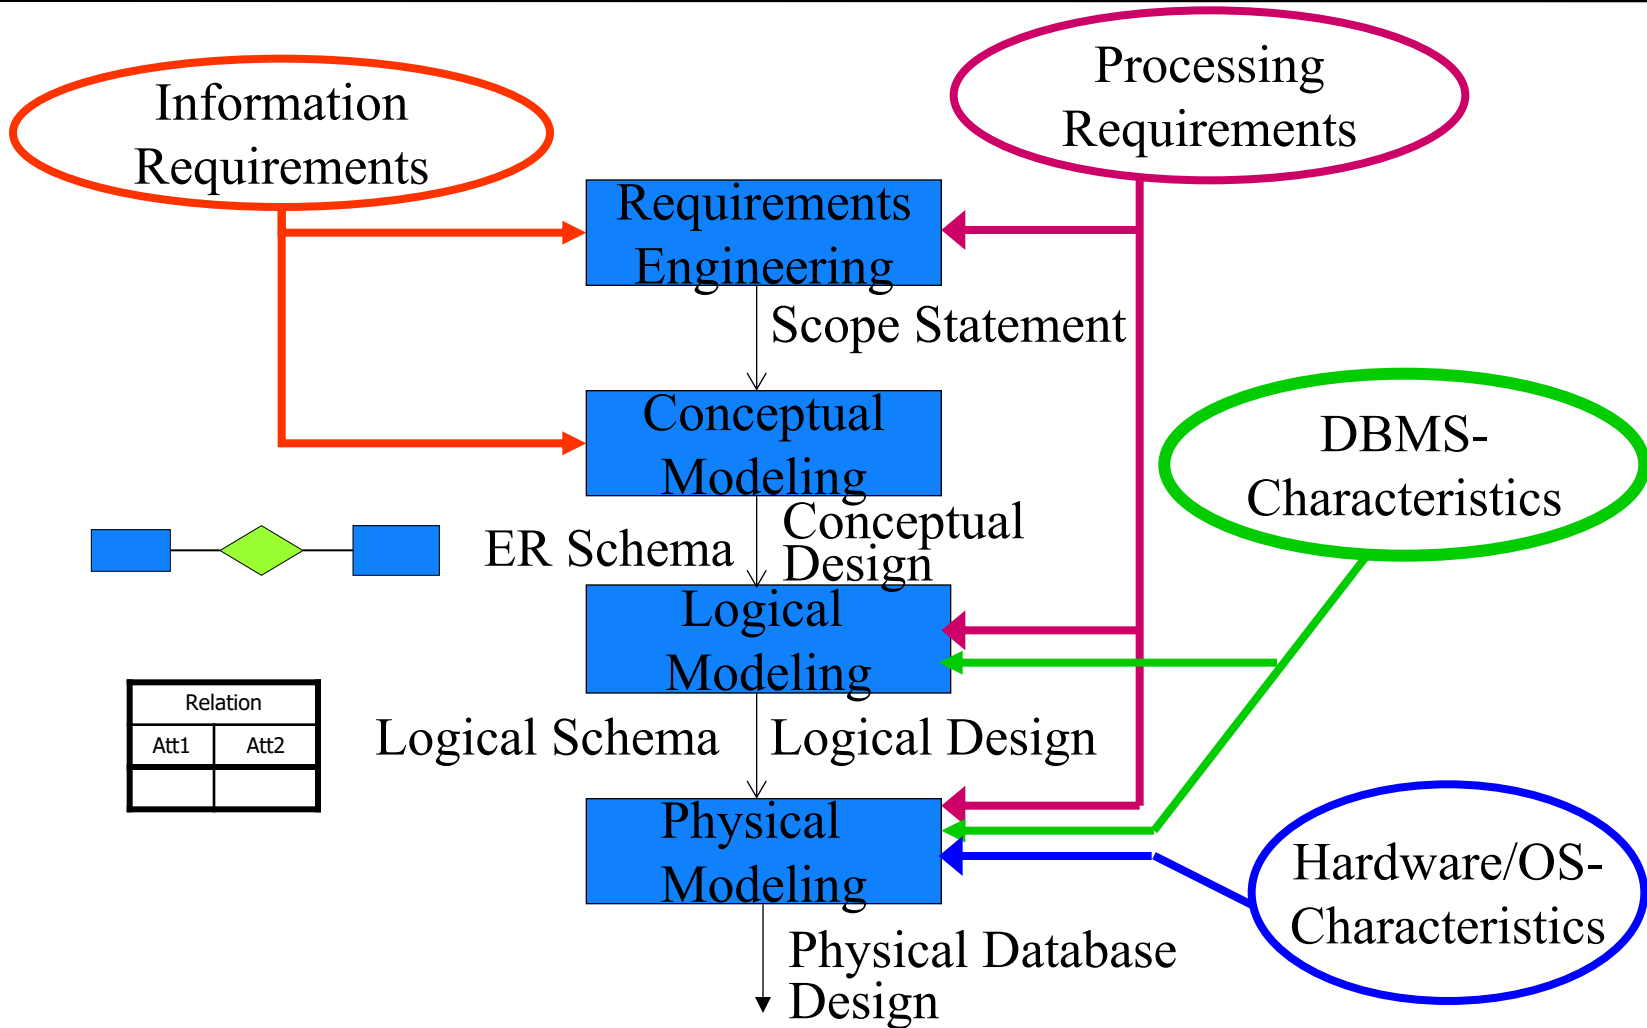 Information
Requirements
Processing
Requirements
Requirements
Engineering
Scope Statement
Conceptual
Modeling
DBMS-
Characteristics
ER Schema
Conceptual
Design
Logical
Modeling
Relation
Att1 Att2
Logical Schema
Logical Design
Physical
Modeling
Hardware/OS-
Characteristics
Physical Database
Design